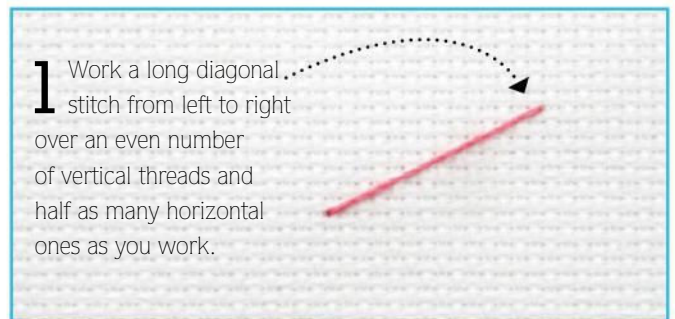 1 Work a long diagonal
stitch from left to right
over an even number
of vertical threads and
half as many horizontal
ones as you work.